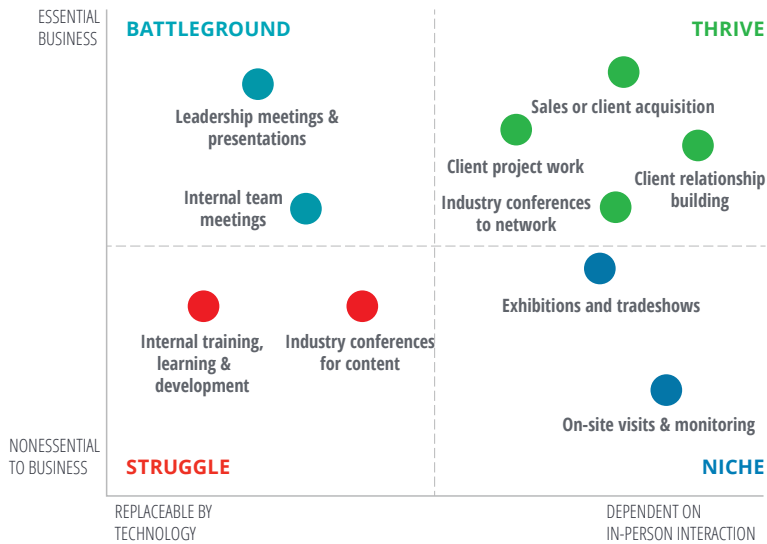 ESSENTIAL
BUSINESS
BATTLEGROUND
THRIVE
Leadership meetings &
presentations
Sales or client acquisition
Client project work
Client relationship
building
Internal team
meetings
Industry conferences
to network
Exhibitions and tradeshows
Internal training,
learning &
development
Industry conferences
for content
On-site visits & monitoring
NONESSENTIAL
TO BUSINESS
STRUGGLE
NICHE
REPLACEABLE BY
TECHNOLOGY
DEPENDENT ON
IN-PERSON INTERACTION